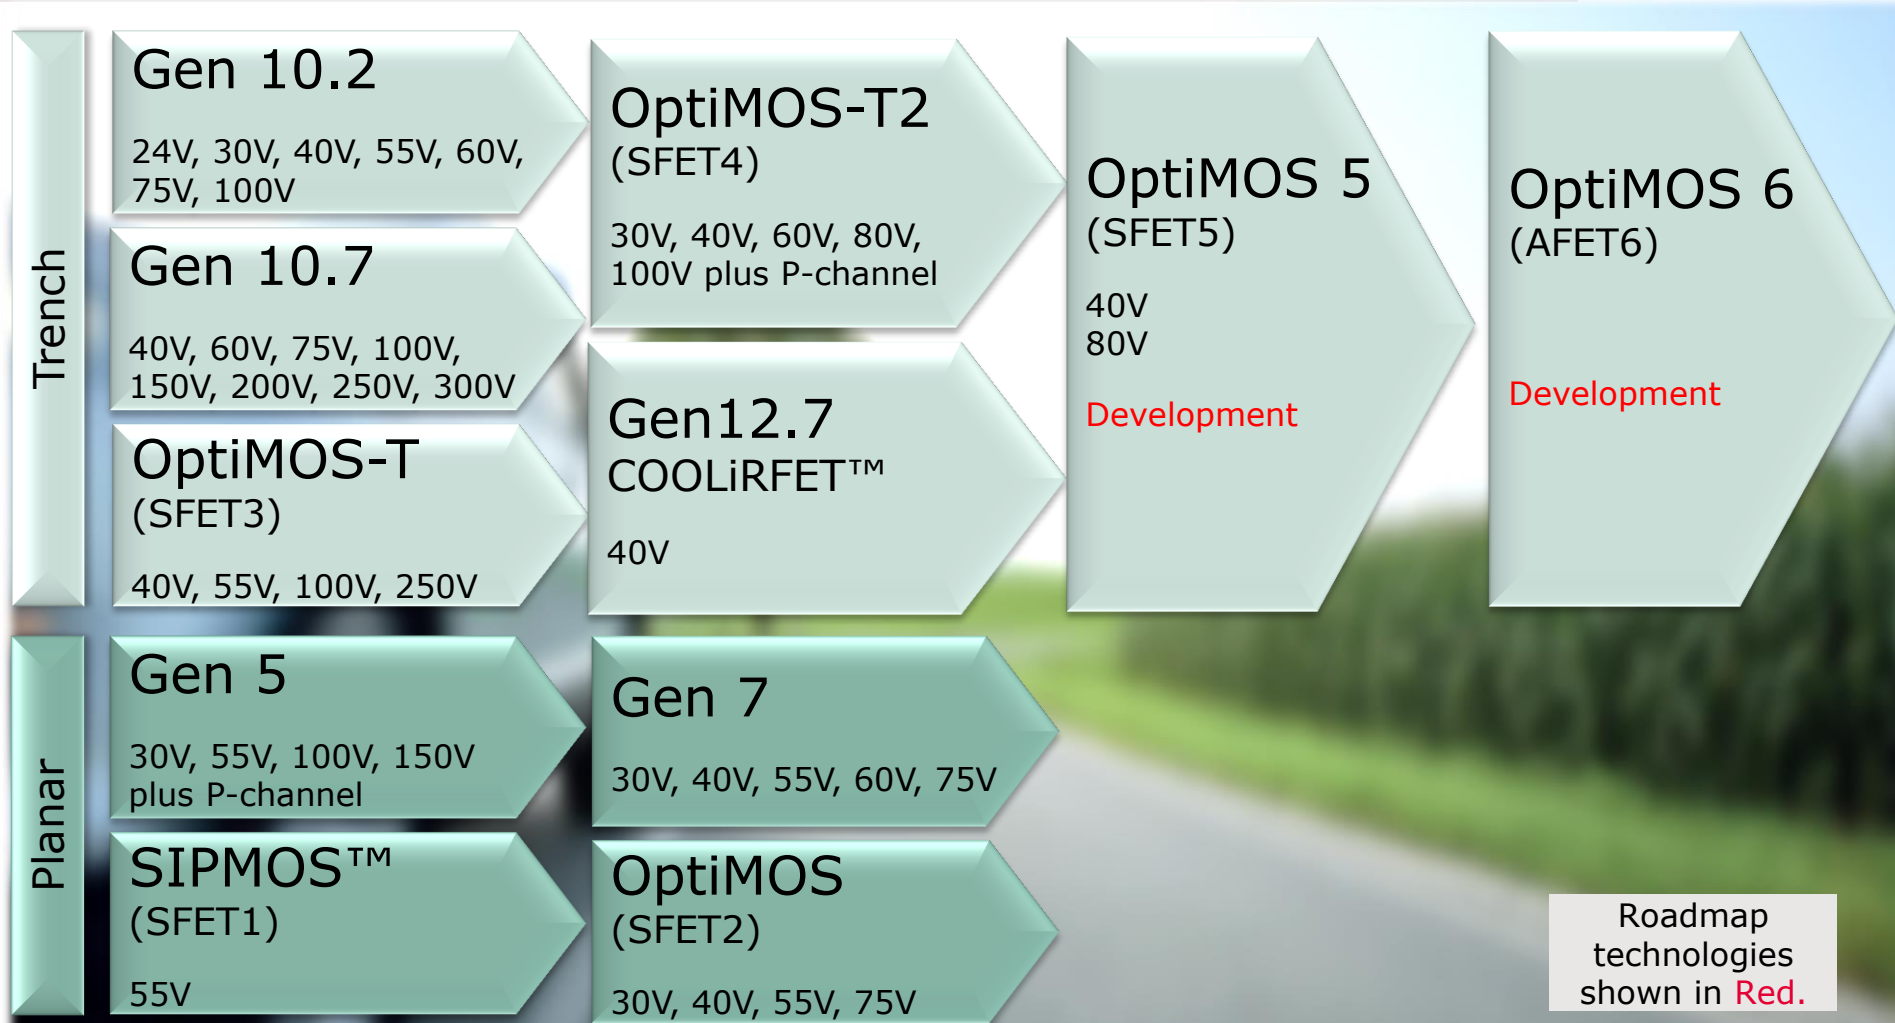 Trench
Gen 10.2
24V, 30V, 40V, 55V, 60V,
75V, 100V
Gen 10.7
40V, 60V, 75V, 100V,
150V, 200V, 250V, 300V
OptiMOS-T
(SFET3)
40V, 55V, 100V, 250V
OptiMOS-T2
(SFET4)
30V, 40V, 60V, 80V,
100V plus P-channel
Gen12.7
COOLiRFET™
40V
OptiMOS 5
(SFET5)
40V
80V
Development
OptiMOS 6
(AFET6)
Development
Planar
Gen 5
30V, 55V, 100V, 150V
plus P-channel
SIPMOS™
(SFET1)
55V
Gen 7
30V, 40V, 55V, 60V, 75V
OptiMOS
(SFET2)
30V, 40V, 55V, 75V
Roadmap
technologies
shown in Red.